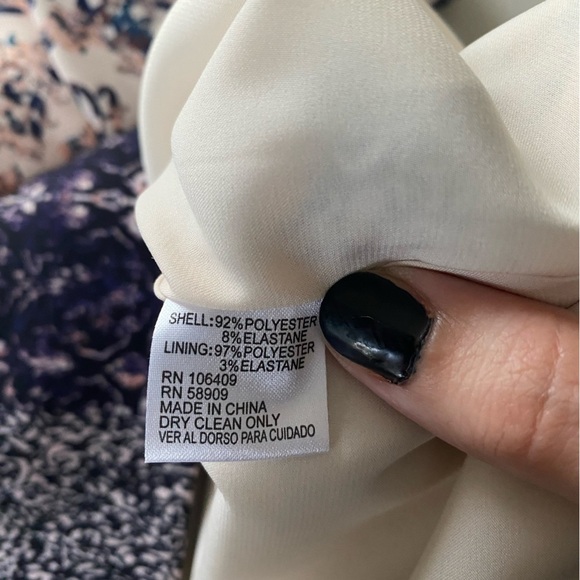 SHELL:92%POLYESTER
8%ELASTANE
LINING:97%POLYESTER
3%ELASTANE
RN 106409
RN 58909
MADE IN CHINA
DRY CLEAN ONLY
VER AL DORSO PARA CUIDADO